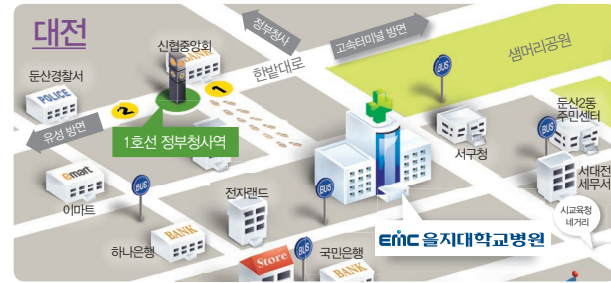 대전
정부청사
고속터미널 방면
신협중앙회
BANK
한밭대로
샘머리공원
BUS
둔산경찰서
POLICE
2
1
유성 방면
1호선 정부청사역
둔산2동
주민센터
BUS
서구청
서대전
세무서
emart
이마트
BUS
전자랜드
BUS
시교육청
네거리
EMC 을지대학교병원
하나은행
BANK
Store
BUS
국민은행
BANK